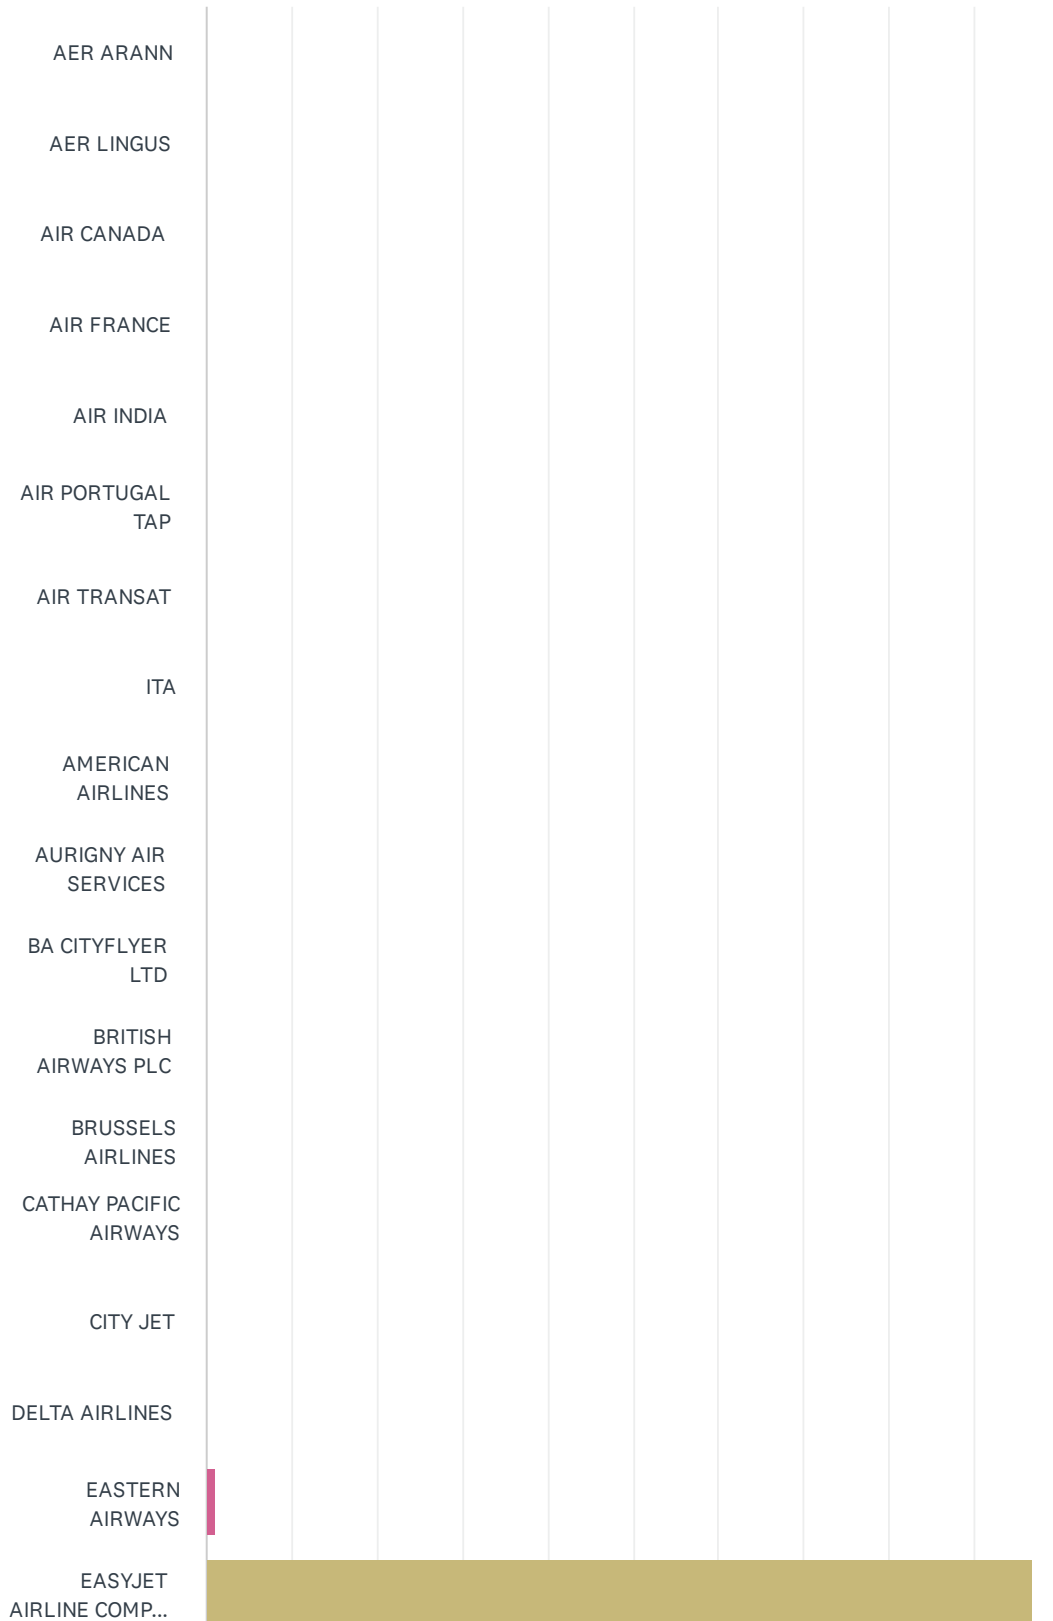 AER ARANN
AER LINGUS
AIR CANADA
AIR FRANCE
AIR INDIA
AIR PORTUGAL
TAP
AIR TRANSAT
ITA
AMERICAN
AIRLINES
AURIGNY AIR
SERVICES
BA CITYFLYER
LTD
BRITISH
AIRWAYS PLC
BRUSSELS
AIRLINES
CATHAY PACIFIC
AIRWAYS
CITY JET
DELTA AIRLINES
EASTERN
AIRWAYS
EASYJET
AIRLINE COMP...